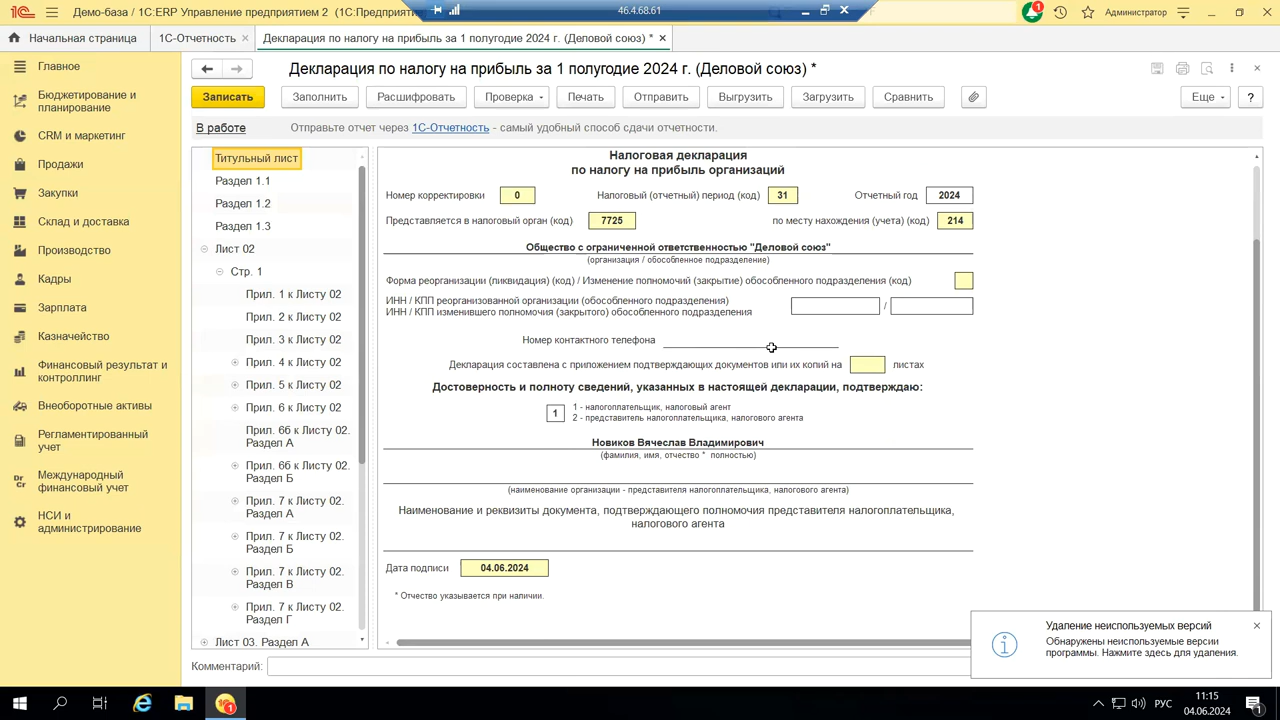 46.4.68.61
Демо-база / 1С:ERP Управление предприятием 2 (1С:Предприяти
Администратор
Начальная страница
1С-Отчетность
Декларация по налогу на прибыль за 1 полугодие 2024 г. (Деловой союз) *
Главное
Бюджетирование и
планирование
CRM и маркетинг
Продажи
Закупки
Склад и доставка
Производство
Кадры
Зарплата
Казначейство
Финансовый результат и
контроллинг
Внеоборотные активы
Регламентированный
учет
Международный
финансовый учет
НСИ и
администрирование
Декларация по налогу на прибыль за 1 полугодие 2024 г. (Деловой союз) *
Записать Заполнить Расшифровать Проверка Печать Отправить Выгрузить Загрузить Сравнить Еще ?
В работе Отправьте отчет через 1С-Отчетность - самый удобный способ сдачи отчетности.
Титульный лист
Раздел 1.1
Раздел 1.2
Раздел 1.3
Лист 02
Стр. 1
Прил. 1 к Листу 02
Прил. 2 к Листу 02
Прил. 3 к Листу 02
Прил. 4 к Листу 02
Прил. 5 к Листу 02
Прил. 6 к Листу 02
Прил. 6б к Листу 02.
Раздел А
Прил. 6б к Листу 02.
Раздел Б
Прил. 7 к Листу 02.
Раздел А
Прил. 7 к Листу 02.
Раздел Б
Прил. 7 к Листу 02.
Раздел В
Прил. 7 к Листу 02.
Раздел Г
Лист 03. Раздел А
Налоговая декларация
по налогу на прибыль организаций
Номер корректировки 0 Налоговый (отчетный) период (код) 31 Отчетный год 2024
Представляется в налоговый орган (код) 7725 по месту нахождения (учета) (код) 214
Общество с ограниченной ответственностью "Деловой союз"
(организация / обособленное подразделение)
Форма реорганизации (ликвидация) (код) / Изменение полномочий (закрытие) обособленного подразделения (код)
ИНН / КПП реорганизованной организации (обособленного подразделения)
/
ИНН / КПП изменившего полномочия (закрытого) обособленного подразделения
Номер контактного телефона
Декларация составлена с приложением подтверждающих документов или их копий на листах
Достоверность и полноту сведений, указанных в настоящей декларации, подтверждаю:
1 1 - налогоплательщик, налоговый агент
2 - представитель налогоплательщика, налогового агента
Новиков Вячеслав Владимирович
(фамилия, имя, отчество * полностью)
(наименование организации - представителя налогоплательщика, налогового агента)
Наименование и реквизиты документа, подтверждающего полномочия представителя налогоплательщика,
налогового агента
Дата подписи 04.06.2024
* Отчество указывается при наличии.
Удаление неиспользуемых версий
Обнаружены неиспользуемые версии
программы. Нажмите здесь для удаления.
Комментарий:
РУС
11:15
04.06.2024